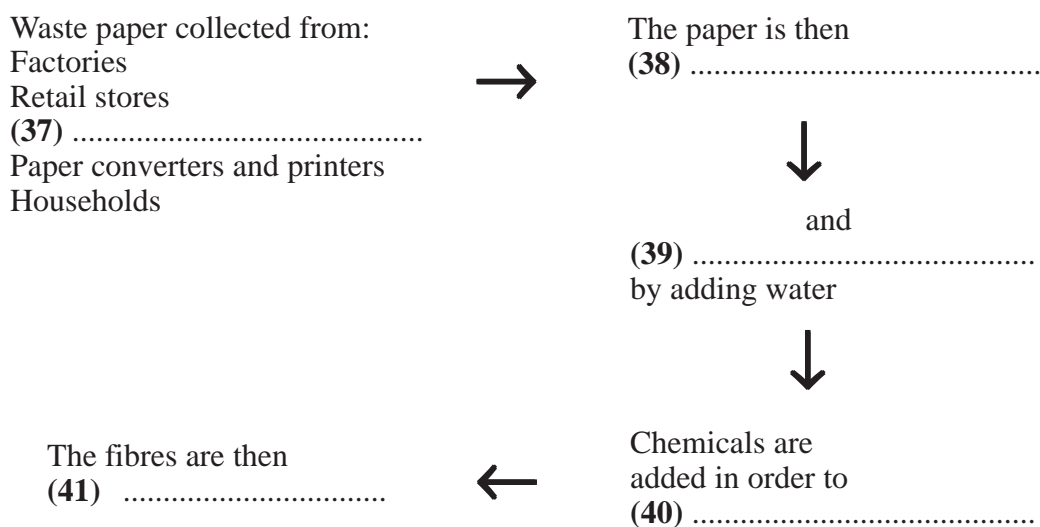 Waste paper collected from:
Factories
Retail stores
(37) ............................................
Paper converters and printers
Households
The paper is then
(38) ............................................
and
(39) ...........................................
by adding water
Chemicals are
added in order to
(40) ...........................................
The fibres are then
(41) .................................